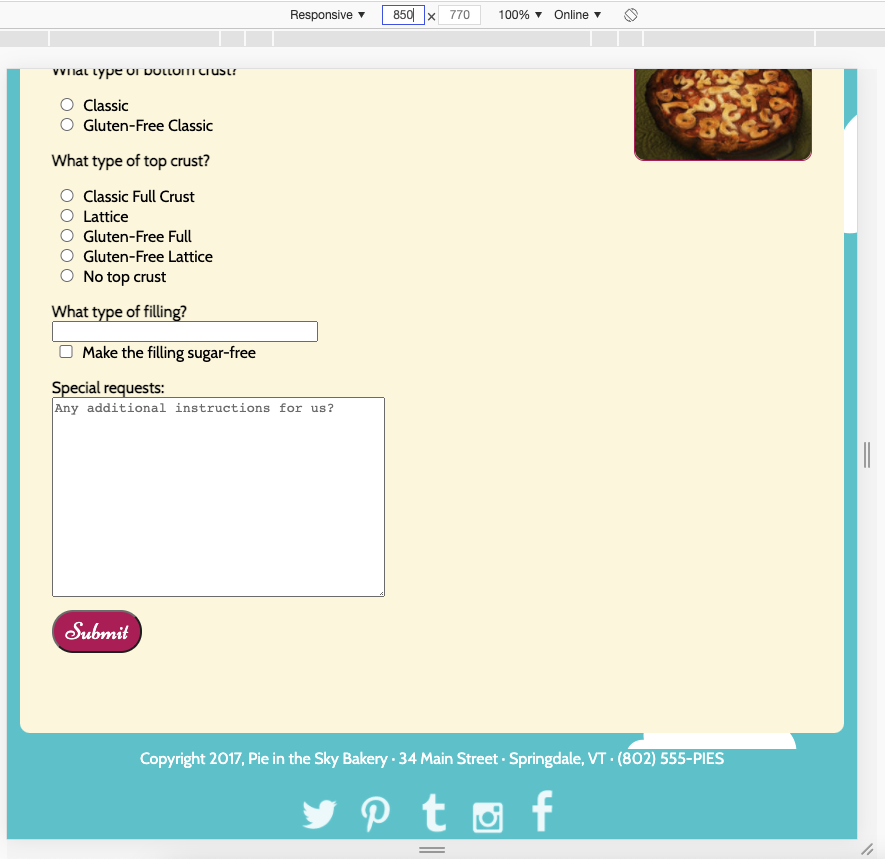 Responsive ▼ 850 × 770 100% ▼ Online ▼
What type of bottom crust?
Classic
Gluten-Free Classic
What type of top crust?
Classic Full Crust
Lattice
Gluten-Free Full
Gluten-Free Lattice
No top crust
What type of filling?
Make the filling sugar-free
Special requests:
Any additional instructions for us?
Submit
Copyright 2017, Pie in the Sky Bakery · 34 Main Street · Springdale, VT · (802) 555-PIES